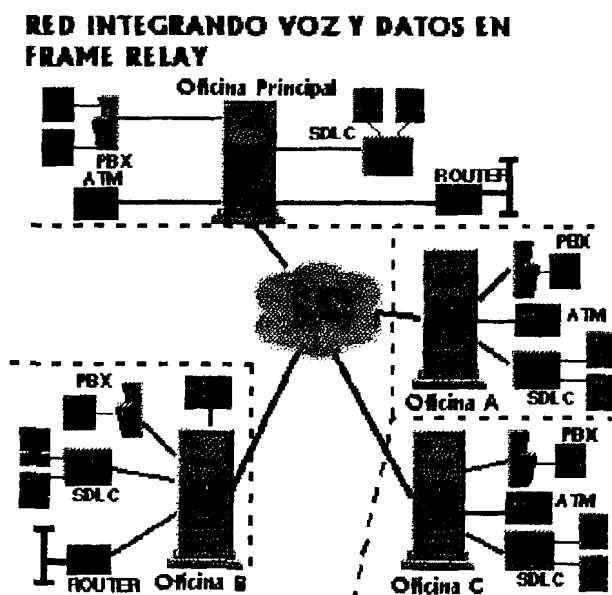 RED INTEGRANDO VOZ Y DATOS EN
FRAME RELAY
Oficina Principal
PBX
SDLC
ATM
ROUTER
PBX
ATM
SDLC
Oficina A
PBX
SDLC
ROUTER
Oficina B
PBX
ATM
SDLC
Oficina C